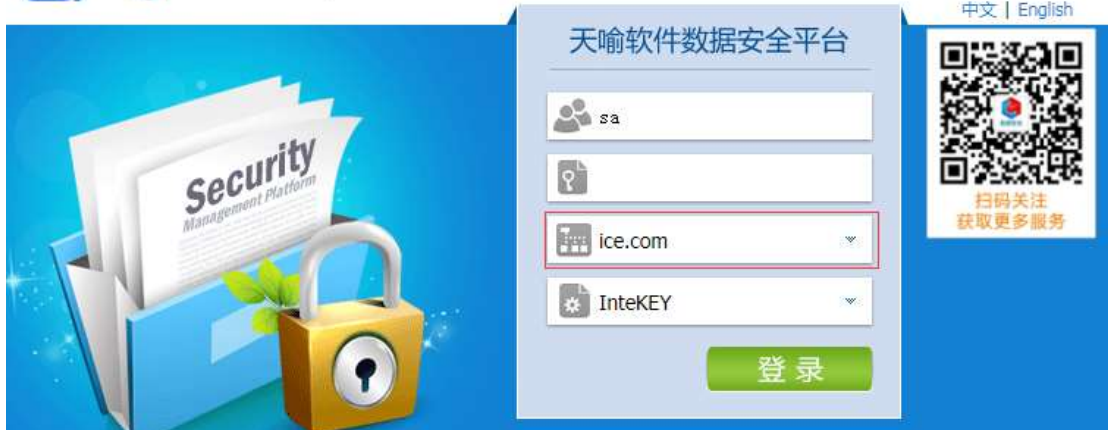 中文 | English
天喻软件数据安全平台
sa
ice.com
InteKEY
登录
Security
Management Platform
扫码关注
获取更多服务